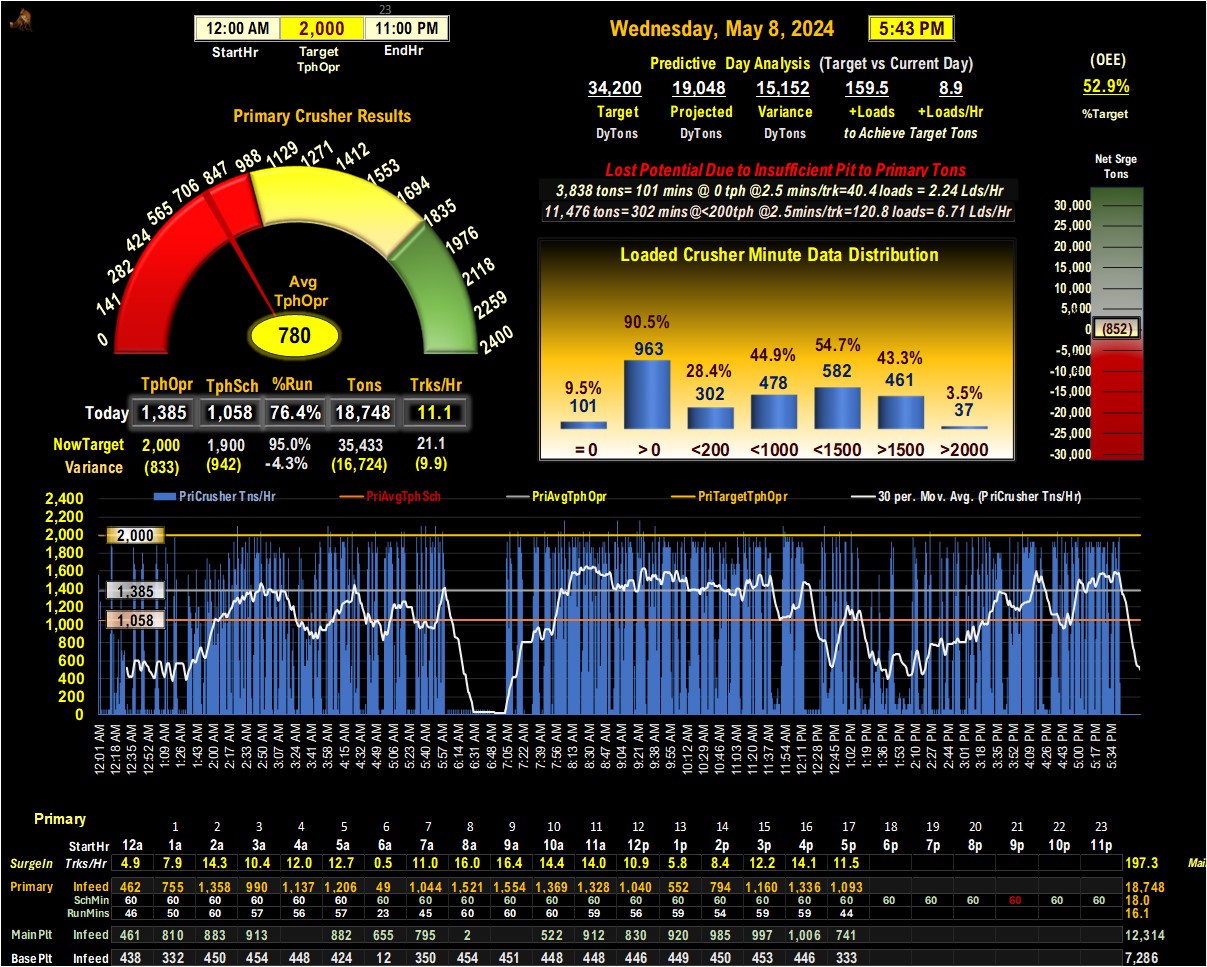 23
12:00 AM 2,000 11:00 PM
StartHr Target TphOpr EndHr
Wednesday, May 8, 2024 5:43 PM
Predictive Day Analysis (Target vs Current Day)
34,200 19,048 15,152 159.5 8.9
Target Projected Variance +Loads +Loads/Hr
DyTons DyTons DyTons to Achieve Target Tons
(OEE)
52.9%
%Target
Primary Crusher Results
0 141 282 424 565 706 847 988 1129 1271 1412 1553 1694 1835 1976 2118 2259 2400
Avg
TphOpr
780
Lost Potential Due to Insufficient Pit to Primary Tons
3,838 tons= 101 mins @ 0 tph @2.5 mins/trk=40.4 loads = 2.24 Lds/Hr
11,476 tons= 302 mins @<200tph @2.5mins/trk=120.8 loads= 6.71 Lds/Hr
Loaded Crusher Minute Data Distribution
9.5% 90.5% 28.4% 44.9% 54.7% 43.3% 3.5%
101 963 302 478 582 461 37
= 0 > 0 <200 <1000 <1500 >1500 >2000
Net Srge
Tons
30,000
25,000
20,000
15,000
10,000
5,000
0 (852)
-5,000
-10,000
-15,000
-20,000
-25,000
-30,000
TphOpr TphSch %Run Tons Trks/Hr
Today 1,385 1,058 76.4% 18,748 11.1
NowTarget 2,000 1,900 95.0% 35,433 21.1
Variance (833) (942) -4.3% (16,724) (9.9)
PriCrusher Tns/Hr PriAvgTphSch PriAvgTphOpr PriTargetTphOpr 30 per. Mov. Avg. (PriCrusher Tns/Hr)
2,400
2,200
2,000 2,000
1,800
1,600
1,400 1,385
1,200
1,000 1,058
800
600
400
200
0
12:01 AM 12:18 AM 12:35 AM 12:52 AM 1:09 AM 1:26 AM 1:43 AM 2:00 AM 2:17 AM 2:33 AM 2:50 AM 3:07 AM 3:24 AM 3:41 AM 3:58 AM 4:15 AM 4:32 AM 4:49 AM 5:06 AM 5:23 AM 5:40 AM 5:57 AM 6:14 AM 6:31 AM 6:48 AM 7:05 AM 7:22 AM 7:39 AM 7:56 AM 8:13 AM 8:30 AM 8:47 AM 9:04 AM 9:21 AM 9:38 AM 9:55 AM 10:12 AM 10:29 AM 10:46 AM 11:03 AM 11:20 AM 11:37 AM 11:54 AM 12:11 PM 12:28 PM 12:45 PM 1:02 PM 1:19 PM 1:36 PM 1:53 PM 2:10 PM 2:27 PM 2:44 PM 3:01 PM 3:18 PM 3:35 PM 3:52 PM 4:09 PM 4:26 PM 4:43 PM 5:00 PM 5:17 PM 5:34 PM
Primary
1 2 3 4 5 6 7 8 9 10 11 12 13 14 15 16 17 18 19 20 21 22 23
StartHr 12a 1a 2a 3a 4a 5a 6a 7a 8a 9a 10a 11a 12p 1p 2p 3p 4p 5p 6p 7p 8p 9p 10p 11p
SurgeIn Trks/Hr 4.9 7.9 14.3 10.4 12.0 12.7 0.5 11.0 16.0 16.4 14.4 14.0 10.9 5.8 8.4 12.2 14.1 11.5 197.3
Primary Infeed 462 755 1,358 990 1,137 1,206 49 1,044 1,521 1,554 1,369 1,328 1,040 552 794 1,160 1,336 1,093 18,748
SchMin 60 60 60 60 60 60 60 60 60 60 60 60 60 60 60 60 60 60 60 60 60 60 60 60 18.0
RunMins 46 50 60 57 56 57 23 45 60 60 60 59 56 59 54 59 59 44 16.1
MainPlt Infeed 461 810 883 913 882 655 795 2 522 912 830 920 985 997 1,006 741 12,314
BasePlt Infeed 438 332 450 454 448 424 12 350 454 451 448 448 446 449 450 453 446 333 7,286